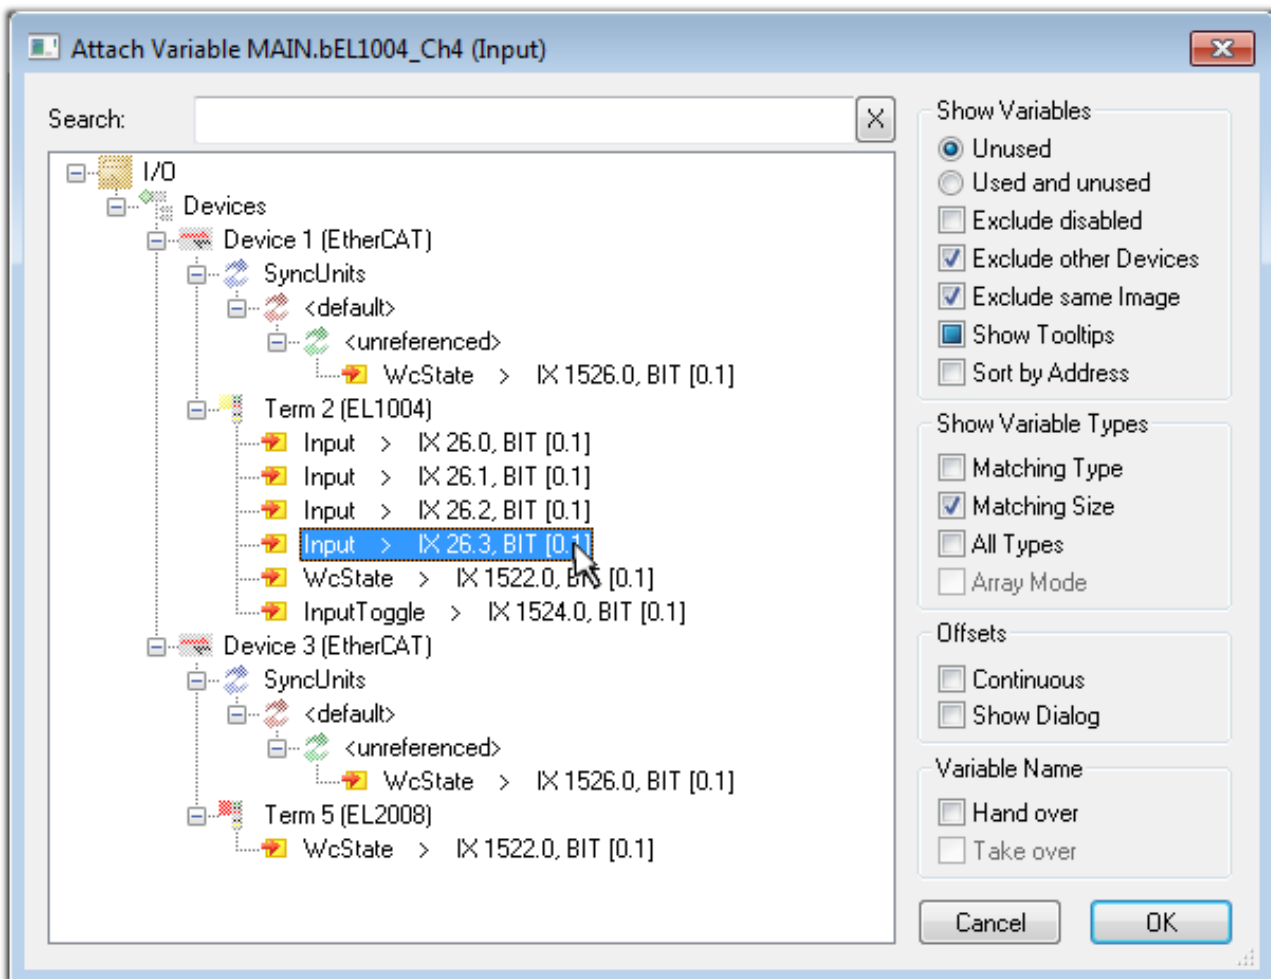 Attach Variable MAIN.bEL1004_Ch4 (Input)
Search:
I/O
Devices
Device 1 (EtherCAT)
SyncUnits
<default>
<unreferenced>
WcState > IX 1526.0, BIT [0.1]
Term 2 (EL1004)
Input > IX 26.0, BIT [0.1]
Input > IX 26.1, BIT [0.1]
Input > IX 26.2, BIT [0.1]
Input > IX 26.3, BIT [0.1]
WcState > IX 1522.0, BIT [0.1]
InputToggle > IX 1524.0, BIT [0.1]
Device 3 (EtherCAT)
SyncUnits
<default>
<unreferenced>
WcState > IX 1526.0, BIT [0.1]
Term 5 (EL2008)
WcState > IX 1522.0, BIT [0.1]
Show Variables
Unused
Used and unused
Exclude disabled
Exclude other Devices
Exclude same Image
Show Tooltips
Sort by Address
Show Variable Types
Matching Type
Matching Size
All Types
Array Mode
Offsets
Continuous
Show Dialog
Variable Name
Hand over
Take over
Cancel
OK